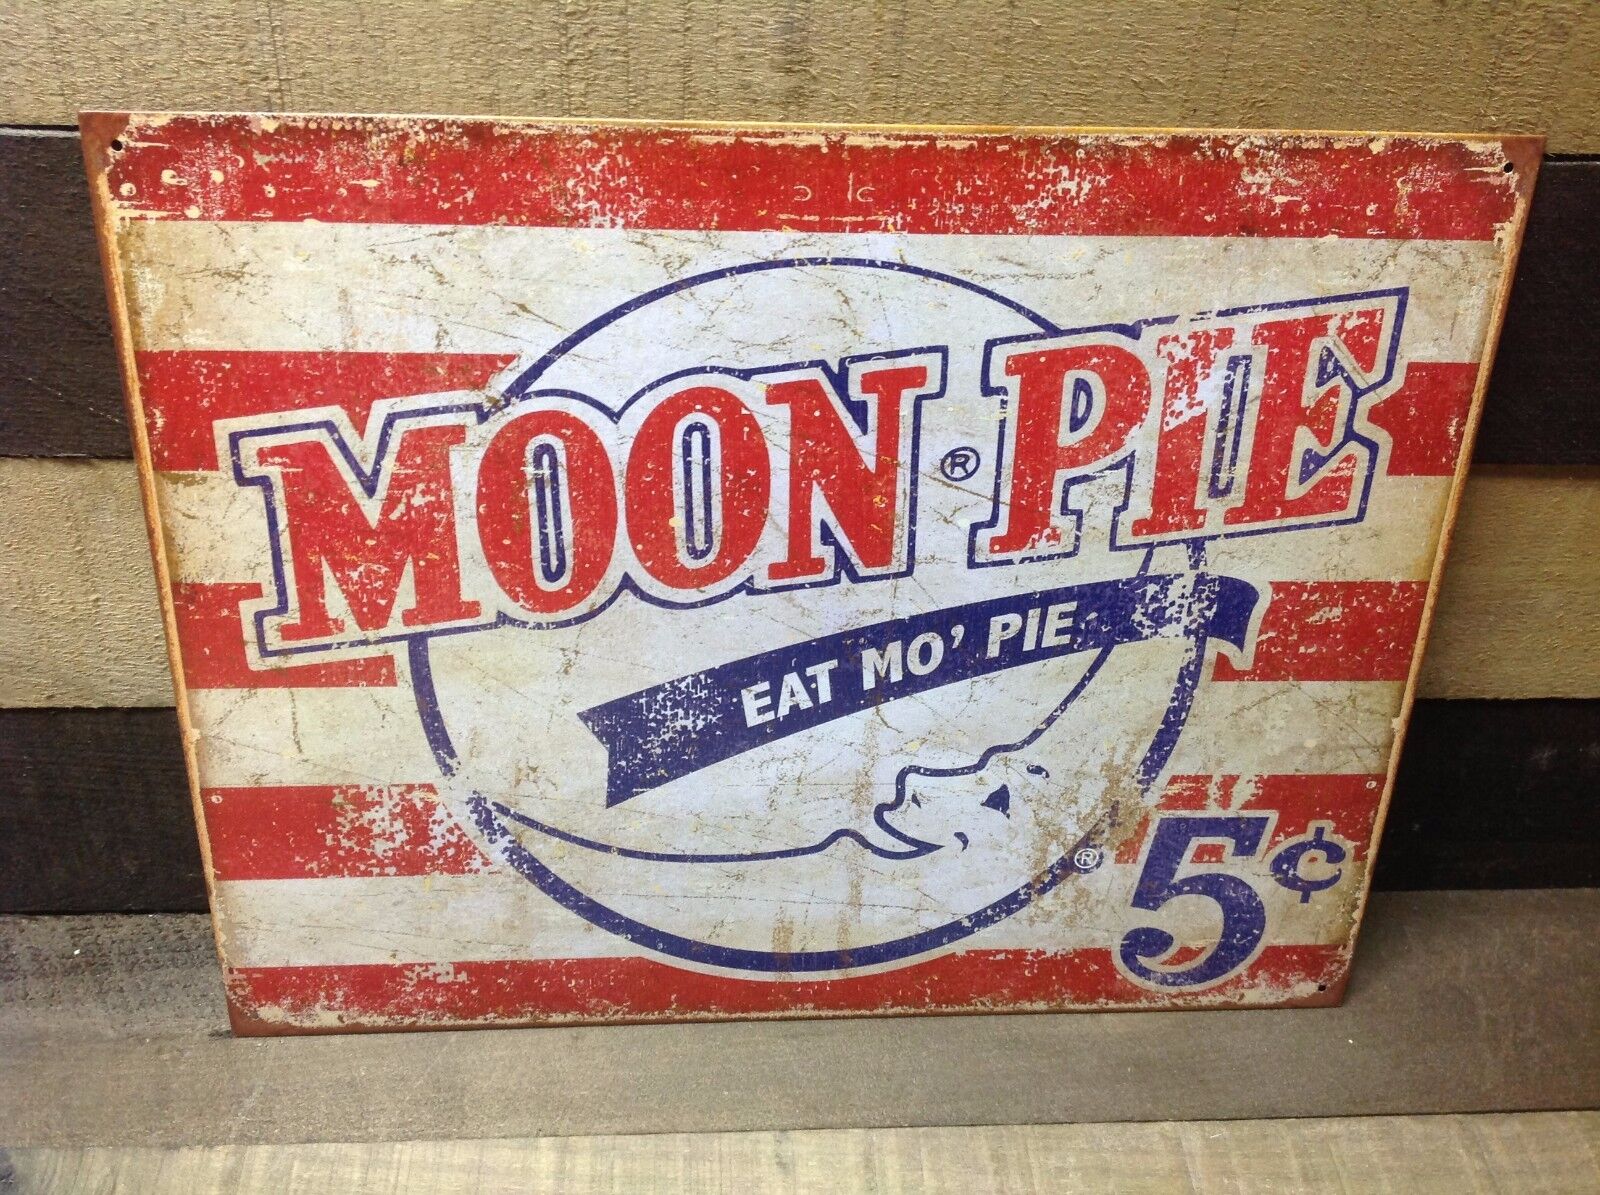 MOON ® PIE
EAT MO' PIE
®
5¢